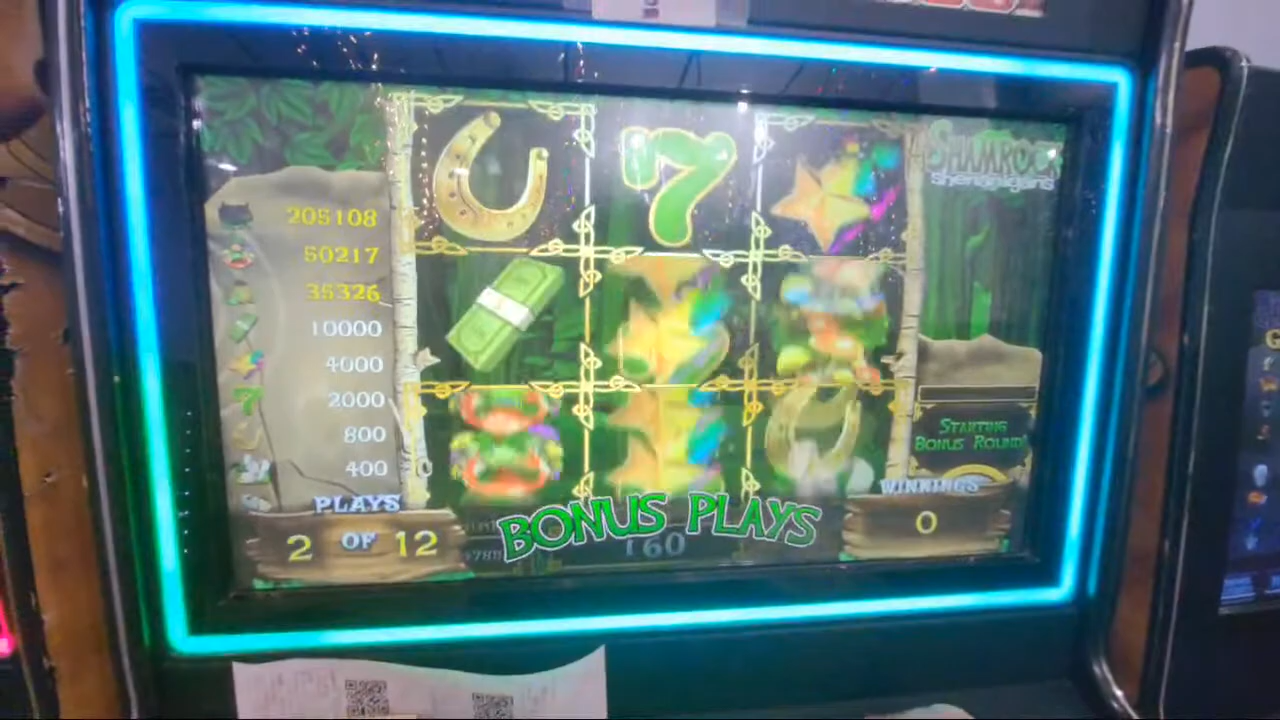 SHAMROCK
shenanigans
205108
50217
35326
10000
4000
2000
800
400
STARTING
BONUS ROUND!
PLAYS
2 OF 12
BONUS PLAYS
160
WINNINGS
0